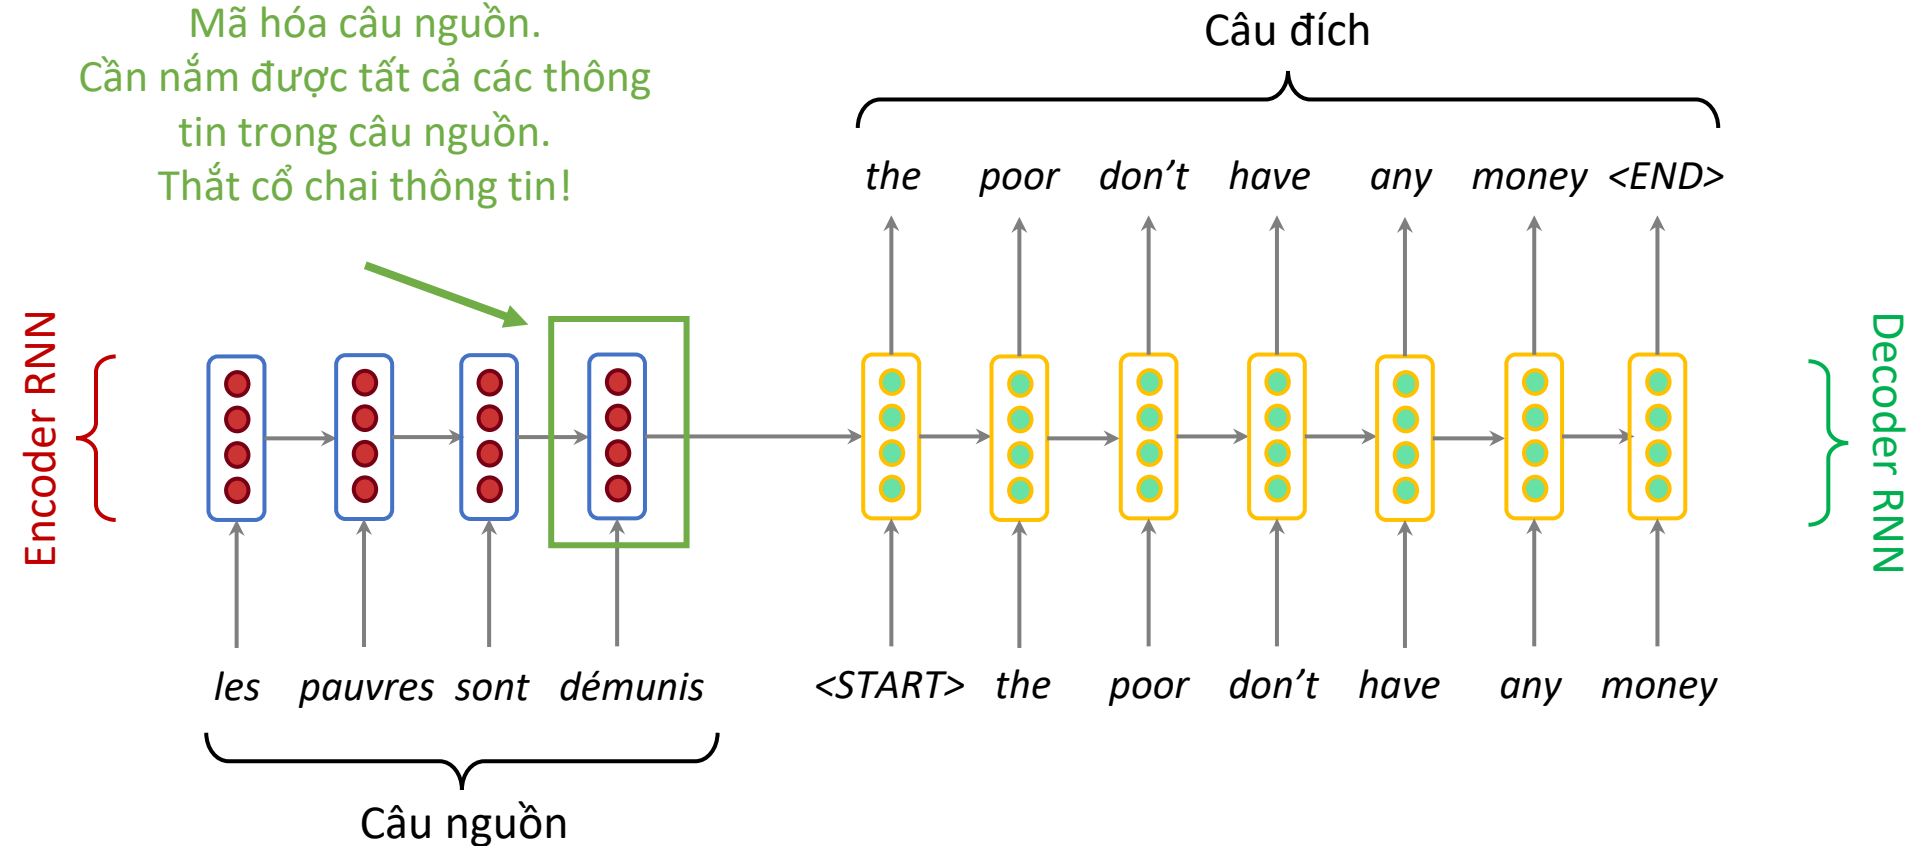 Mã hóa câu nguồn.
Cần nắm được tất cả các thông
tin trong câu nguồn.
Thắt cổ chai thông tin!
Câu đích
the poor don’t have any money <END>
Encoder RNN
Decoder RNN
les pauvres sont démunis
<START> the poor don’t have any money
Câu nguồn